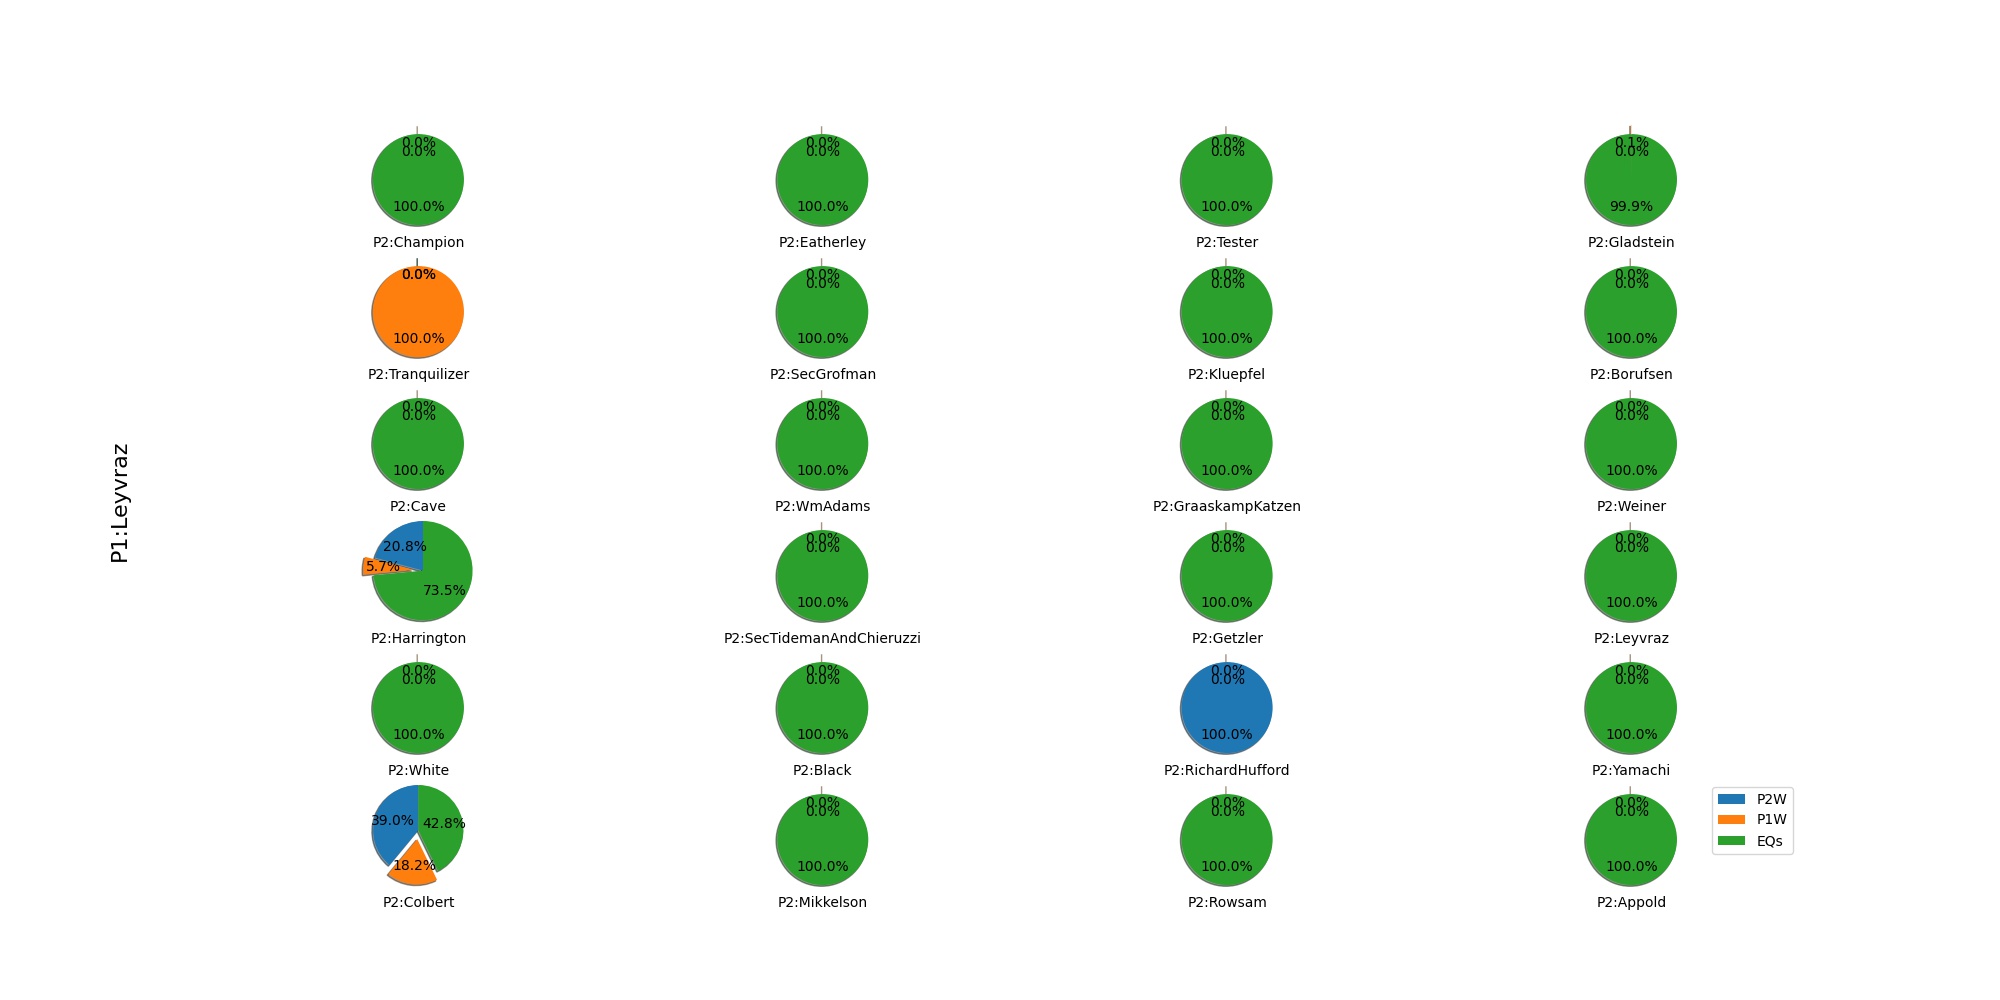 P1:Leyvraz
0.0%
0.0%
100.0%
P2:Champion
0.0%
0.0%
100.0%
P2:Eatherley
0.0%
0.0%
100.0%
P2:Tester
0.1%
0.0%
99.9%
P2:Gladstein
0.0%
0.0%
100.0%
P2:Tranquilizer
0.0%
0.0%
100.0%
P2:SecGrofman
0.0%
0.0%
100.0%
P2:Kluepfel
0.0%
0.0%
100.0%
P2:Borufsen
0.0%
0.0%
100.0%
P2:Cave
0.0%
0.0%
100.0%
P2:WmAdams
0.0%
0.0%
100.0%
P2:GraaskampKatzen
0.0%
0.0%
100.0%
P2:Weiner
20.8%
5.7%
73.5%
P2:Harrington
0.0%
0.0%
100.0%
P2:SecTidemanAndChieruzzi
0.0%
0.0%
100.0%
P2:Getzler
0.0%
0.0%
100.0%
P2:Leyvraz
0.0%
0.0%
100.0%
P2:White
0.0%
0.0%
100.0%
P2:Black
0.0%
0.0%
100.0%
P2:RichardHufford
0.0%
0.0%
100.0%
P2:Yamachi
39.0%
42.8%
18.2%
P2:Colbert
0.0%
0.0%
100.0%
P2:Mikkelson
0.0%
0.0%
100.0%
P2:Rowsam
0.0%
0.0%
100.0%
P2:Appold
P2W
P1W
EQs